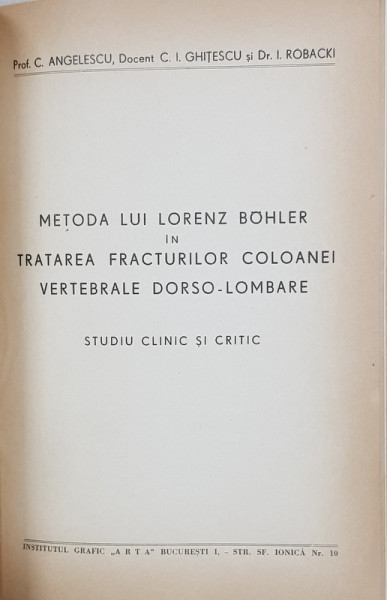 Prof. C. ANGELESCU, Docent C. I. GHIȚESCU și Dr. I. ROBACKI
METODA LUI LORENZ BÖHLER
ÎN
TRATAREA FRACTURILOR COLOANEI
VERTEBRALE DORSO-LOMBARE
STUDIU CLINIC ȘI CRITIC
INSTITUTUL GRAFIC „A R T A" BUCUREȘTI I, - STR. SF. IONICĂ Nr. 10